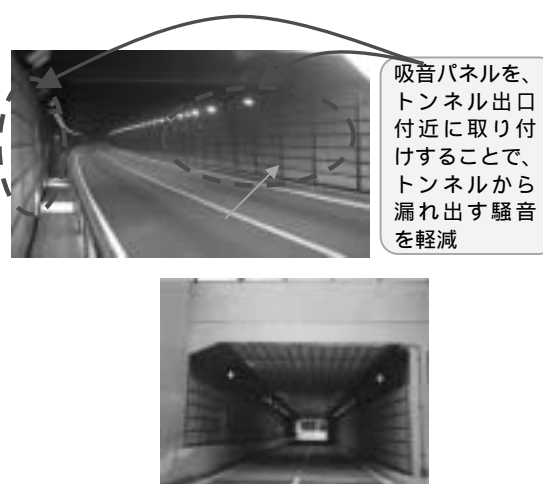 吸音パネルを、
トンネル出口
付近に取り付
けすることで、
トンネルから
漏れ出す騒音
を軽減